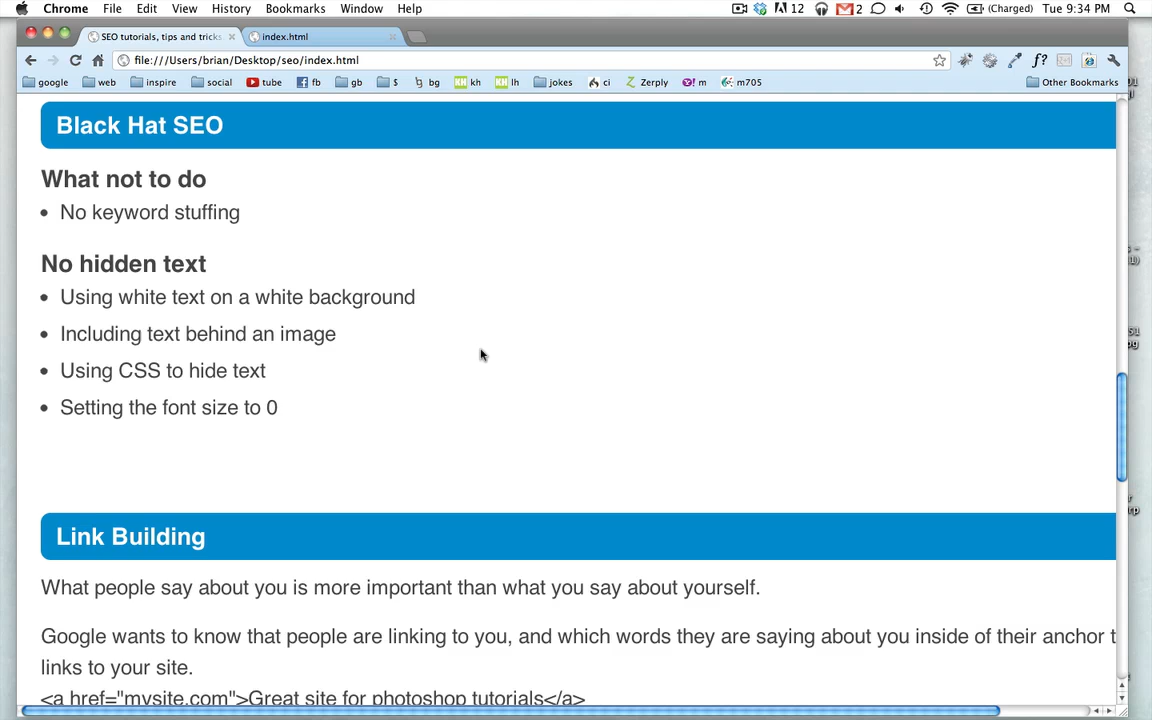 Chrome File Edit View History Bookmarks Window Help 12 2 (Charged) Tue 9:34 PM
SEO tutorials, tips and tricks index.html
file:///Users/brian/Desktop/seo/index.html f?
google web inspire social tube fb gb $ bg KH kh KH lh jokes ci Z Zerply Y! m m705 Other Bookmarks
Black Hat SEO
What not to do
• No keyword stuffing
No hidden text
• Using white text on a white background
• Including text behind an image
• Using CSS to hide text
• Setting the font size to 0
Link Building
What people say about you is more important than what you say about yourself.
Google wants to know that people are linking to you, and which words they are saying about you inside of their anchor t
links to your site.
<a href="mysite.com">Great site for photoshop tutorials</a>